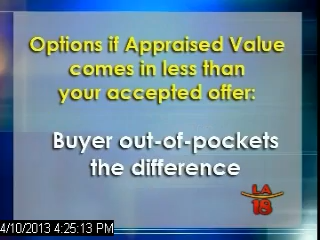 Options if Appraised Value
comes in less than
your accepted offer:
Buyer out-of-pockets
the difference
LA
18
4/10/2013 4:25:13 PM